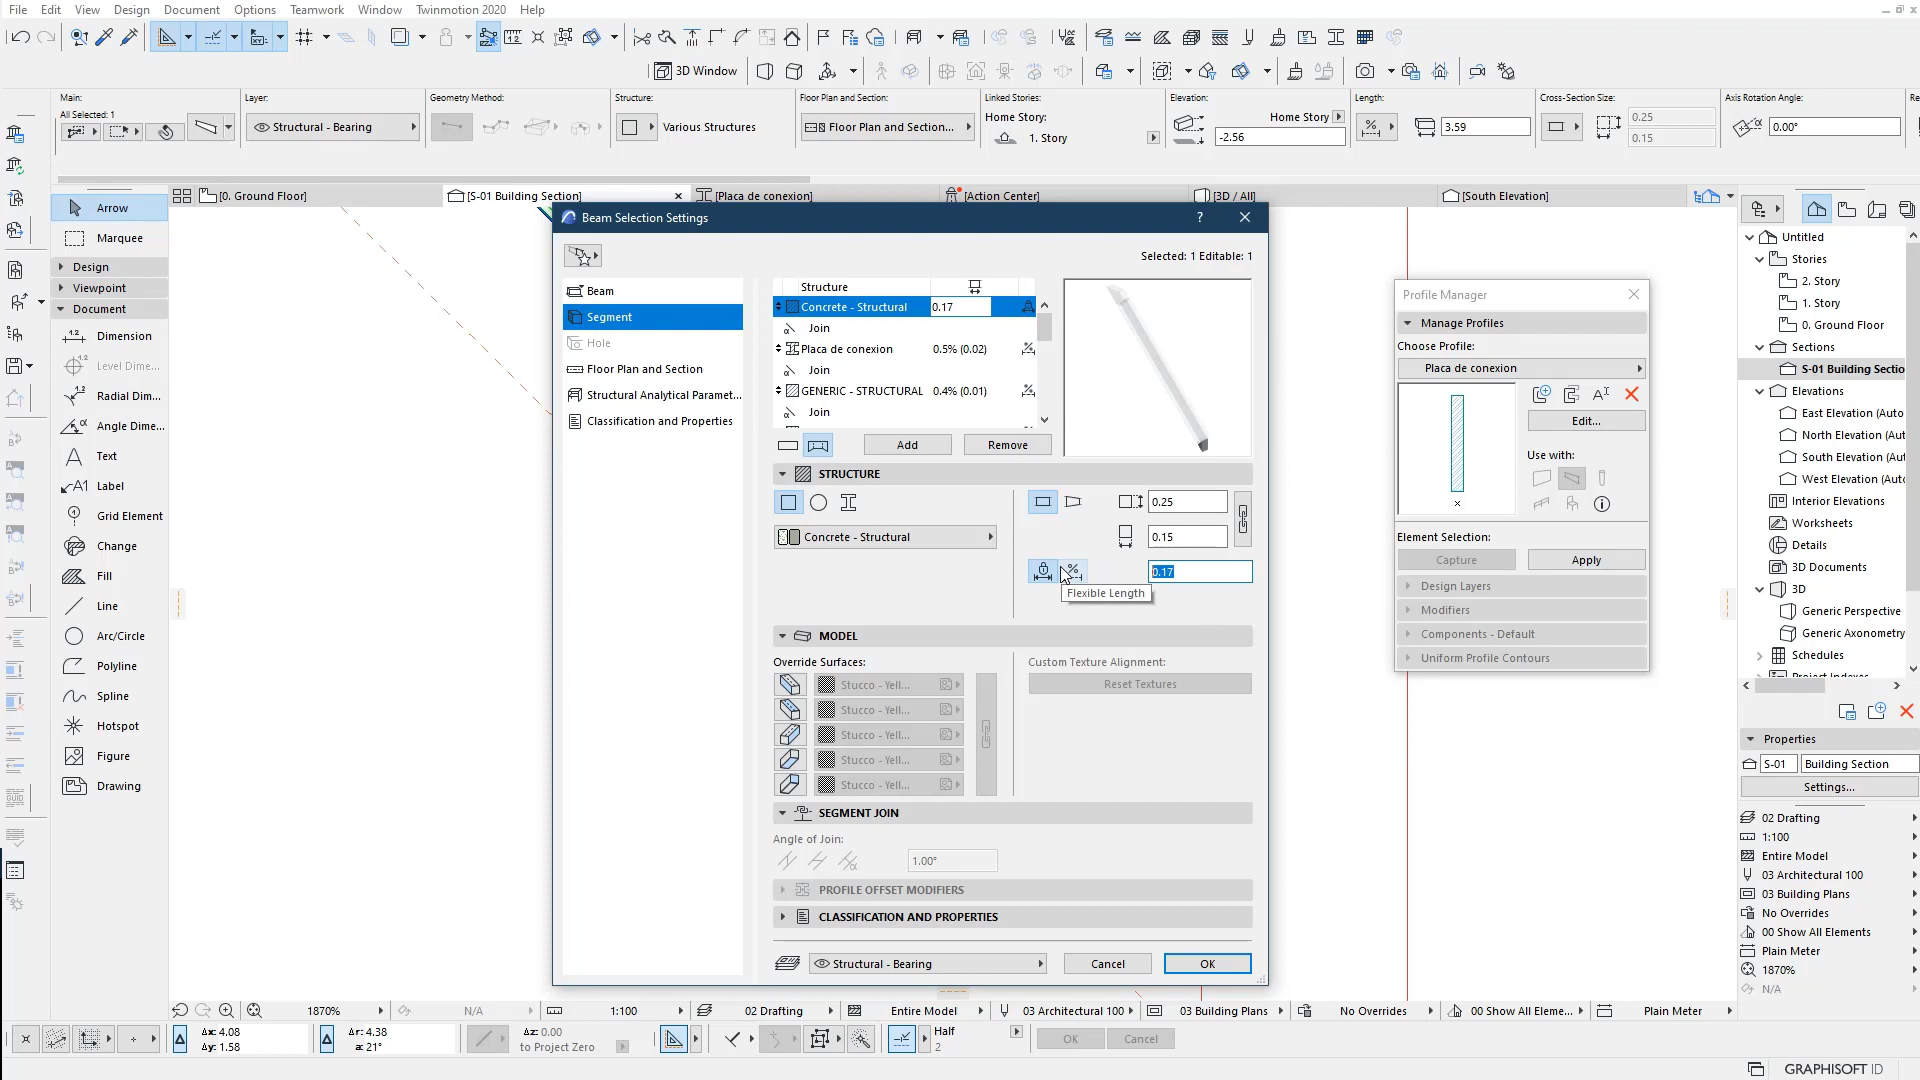 File Edit View Design Document Options Teamwork Window Twinmotion 2020 Help
3D Window
Main:
All Selected: 1
Layer:
Structural - Bearing
Geometry Method:
Structure:
Various Structures
Floor Plan and Section:
Floor Plan and Section...
Linked Stories:
Home Story:
1. Story
Elevation:
Home Story
-2.56
Length:
3.59
Cross-Section Size:
0.25
0.15
Axis Rotation Angle:
0.00°
Re
[0. Ground Floor]
[S-01 Building Section]
[Placa de conexion]
[Action Center]
[3D / All]
[South Elevation]
Arrow
Marquee
Design
Viewpoint
Document
Dimension
Level Dime...
Radial Dim...
Angle Dime...
Text
Label
Grid Element
Change
Fill
Line
Arc/Circle
Polyline
Spline
Hotspot
Figure
Drawing
Beam Selection Settings
?
Selected: 1 Editable: 1
Beam
Segment
Hole
Floor Plan and Section
Structural Analytical Paramet...
Classification and Properties
Structure
Concrete - Structural 0.17
Join
Placa de conexion 0.5% (0.02)
Join
GENERIC - STRUCTURAL 0.4% (0.01)
Join
Add
Remove
STRUCTURE
0.25
Concrete - Structural
0.15
0.17
Flexible Length
MODEL
Override Surfaces:
Custom Texture Alignment:
Stucco - Yell...
Reset Textures
Stucco - Yell...
Stucco - Yell...
Stucco - Yell...
Stucco - Yell...
SEGMENT JOIN
Angle of Join:
1.00°
PROFILE OFFSET MODIFIERS
CLASSIFICATION AND PROPERTIES
Structural - Bearing
Cancel
OK
Profile Manager
Manage Profiles
Choose Profile:
Placa de conexion
Edit...
Use with:
Element Selection:
Capture
Apply
Design Layers
Modifiers
Components - Default
Uniform Profile Contours
Untitled
Stories
2. Story
1. Story
0. Ground Floor
Sections
S-01 Building Sectio
Elevations
East Elevation (Auto
North Elevation (Aut
South Elevation (Aut
West Elevation (Auto
Interior Elevations
Worksheets
Details
3D Documents
3D
Generic Perspective
Generic Axonometry
Schedules
Project Indexes
Properties
S-01
Building Section
Settings...
02 Drafting
1:100
Entire Model
03 Architectural 100
03 Building Plans
No Overrides
00 Show All Elements
Plain Meter
1870%
N/A
1870%
N/A
1:100
02 Drafting
Entire Model
03 Architectural 100
03 Building Plans
No Overrides
00 Show All Eleme...
Plain Meter
Δx: 4.08
Δy: 1.58
Δr: 4.38
a: 21°
Δz: 0.00
to Project Zero
Half
2
OK
Cancel
GRAPHISOFT ID